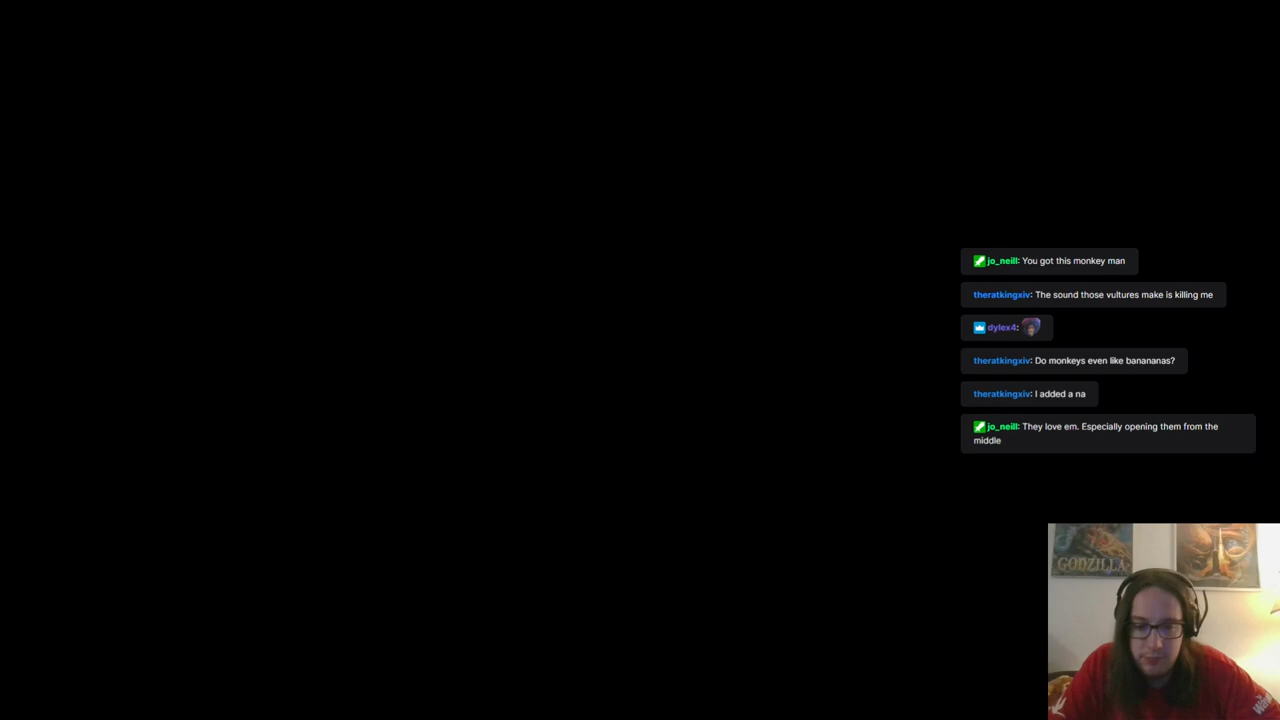 jo_neill: You got this monkey man
theratkingxiv: The sound those vultures make is killing me
dylex4:
theratkingxiv: Do monkeys even like banananas?
theratkingxiv: I added a na
jo_neill: They love em. Especially opening them from the
middle
GODZILLA